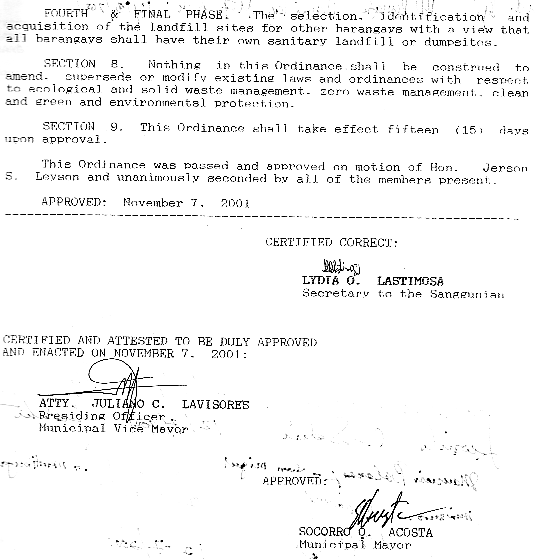 FOURTH & FINAL PHASE. The selection, identification and
acquisition of the landfill sites for other barangays with a view that
all barangays shall have their own sanitary landfill or dumpsites.
SECTION 8. Nothing in this Ordinance shall be construed to
amend, supersede or modify existing laws and ordinances with respect
to ecological and solid waste management, zero waste management, clean
and green and environmental protection.
SECTION 9. This Ordinance shall take effect fifteen (15) days
upon approval.
This Ordinance was passed and approved on motion of Hon. Jerson
S. Leyson and unanimously seconded by all of the members present.
APPROVED: November 7, 2001
CERTIFIED CORRECT:
LYDIA O. LASTIMOSA
Secretary to the Sanggunian
CERTIFIED AND ATTESTED TO BE DULY APPROVED
AND ENACTED ON NOVEMBER 7, 2001:
ATTY. JULIANO C. LAVISORES
Presiding Officer
Municipal Vice Mayor
APPROVED:
SOCORRO O. ACOSTA
Municipal Mayor